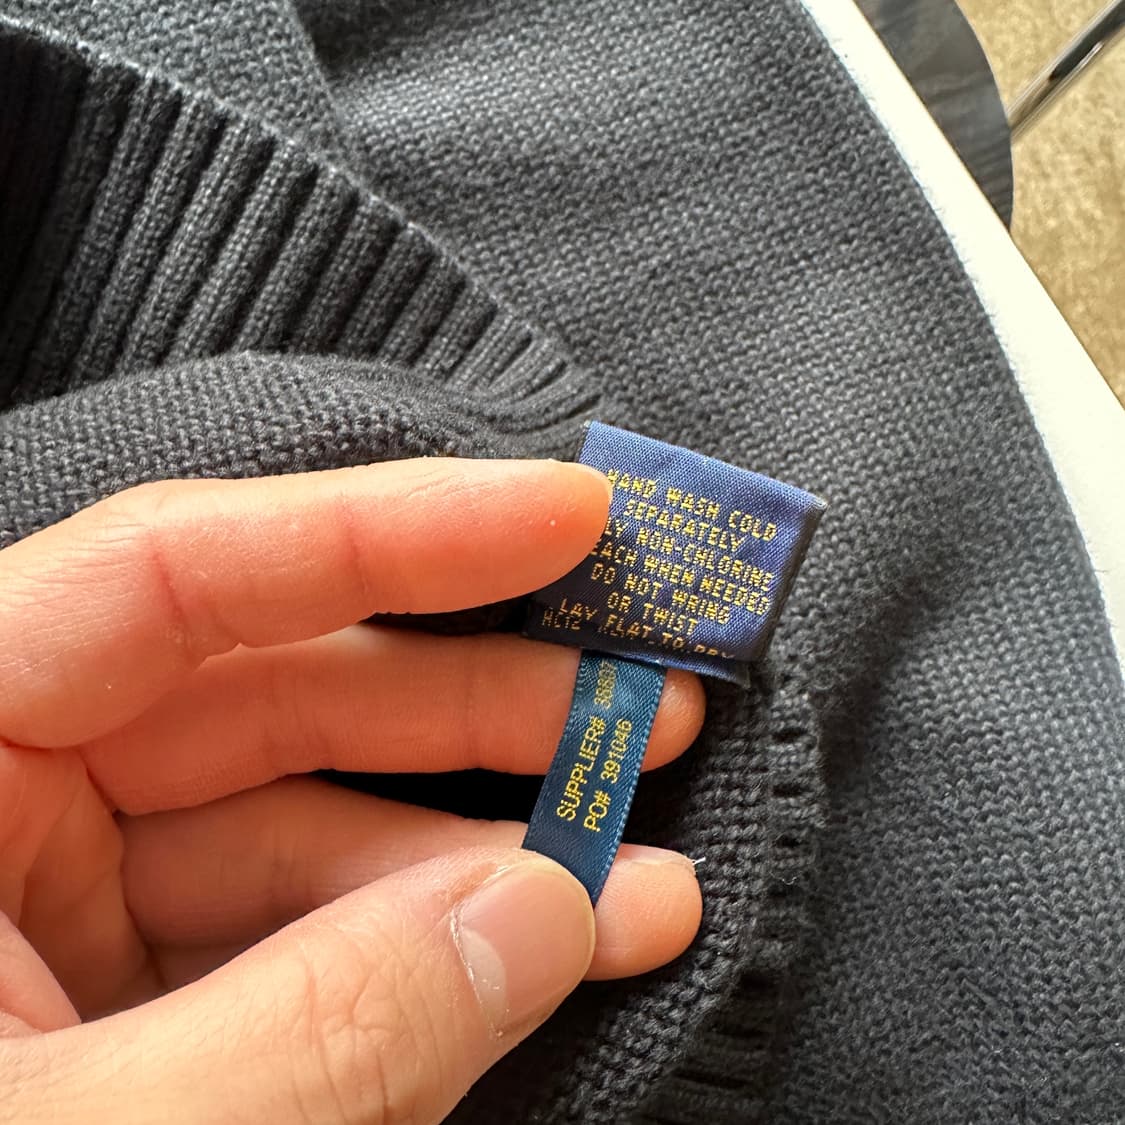 HAND WASH COLD
SEPARATELY
NON-CHLORINE
WHEN NEEDED
DO NOT WRING
OR TWIST
LAY FLAT TO DRY
SUPPLIER#
PO# 391046